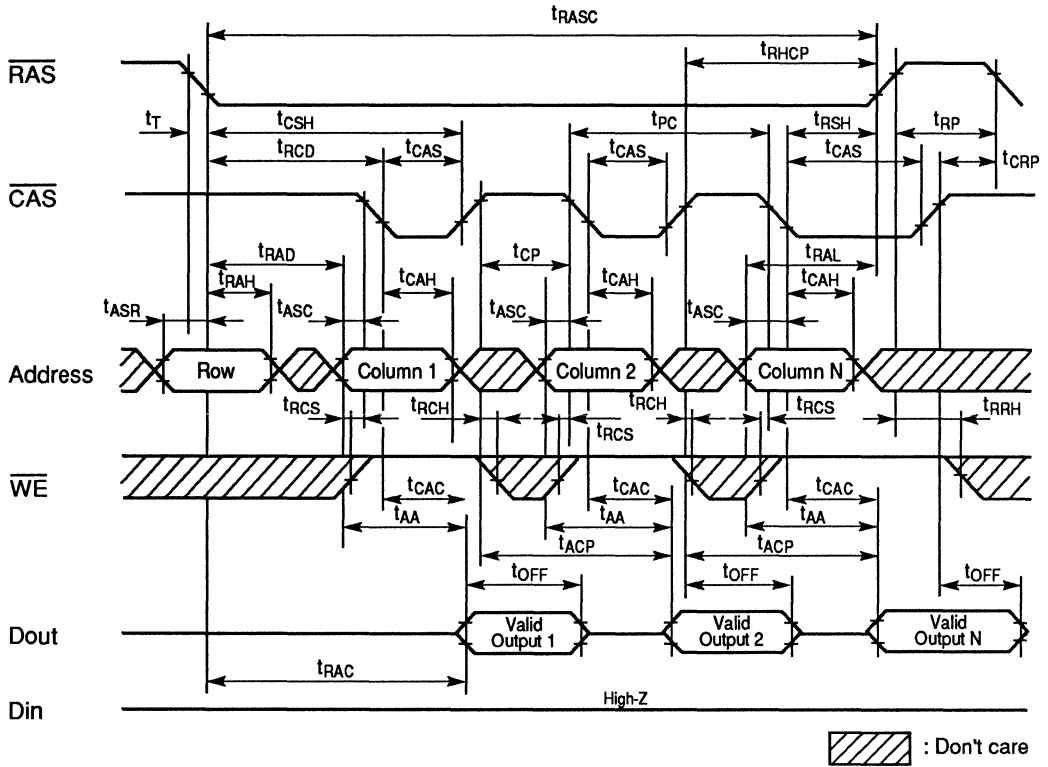 tRASC
RAS
tRHCP
tT
tCSH
tPC
tRSH
tRP
tRCD
tCAS
tCAS
tCAS
tCRP
CAS
tRAD
tCP
tRAL
tRAH
tCAH
tCAH
tCAH
tASR
tASC
tASC
tASC
Address
Row
Column 1
Column 2
Column N
tRCS
tRCH
tRCS
tRCH
tRCS
tRRH
WE
tCAC
tCAC
tCAC
tAA
tAA
tAA
tACP
tACP
tOFF
tOFF
tOFF
Dout
Valid
Output 1
Valid
Output 2
Valid
Output N
tRAC
Din
High-Z
: Don't care